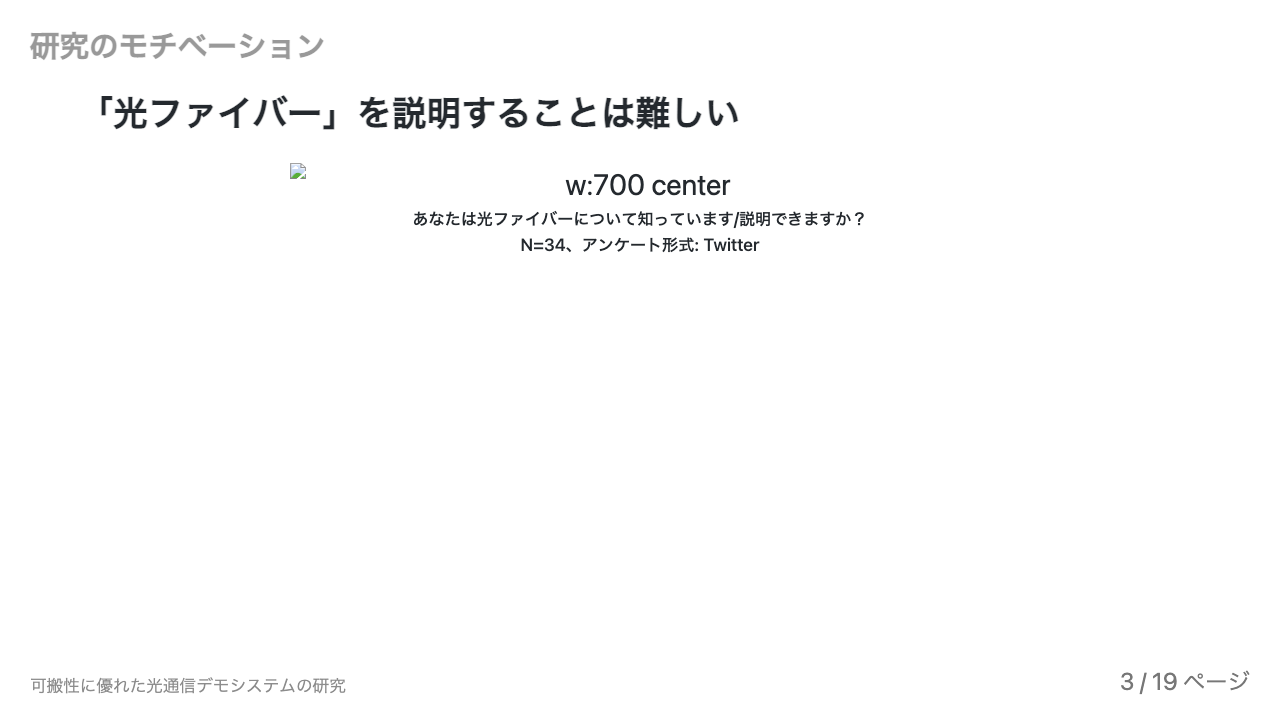 研究のモチベーション
「光ファイバー」を説明することは難しい
w:700 center
あなたは光ファイバーについて知っています/説明できますか？
N=34、アンケート形式: Twitter
可搬性に優れた光通信デモシステムの研究
3 / 19 ページ